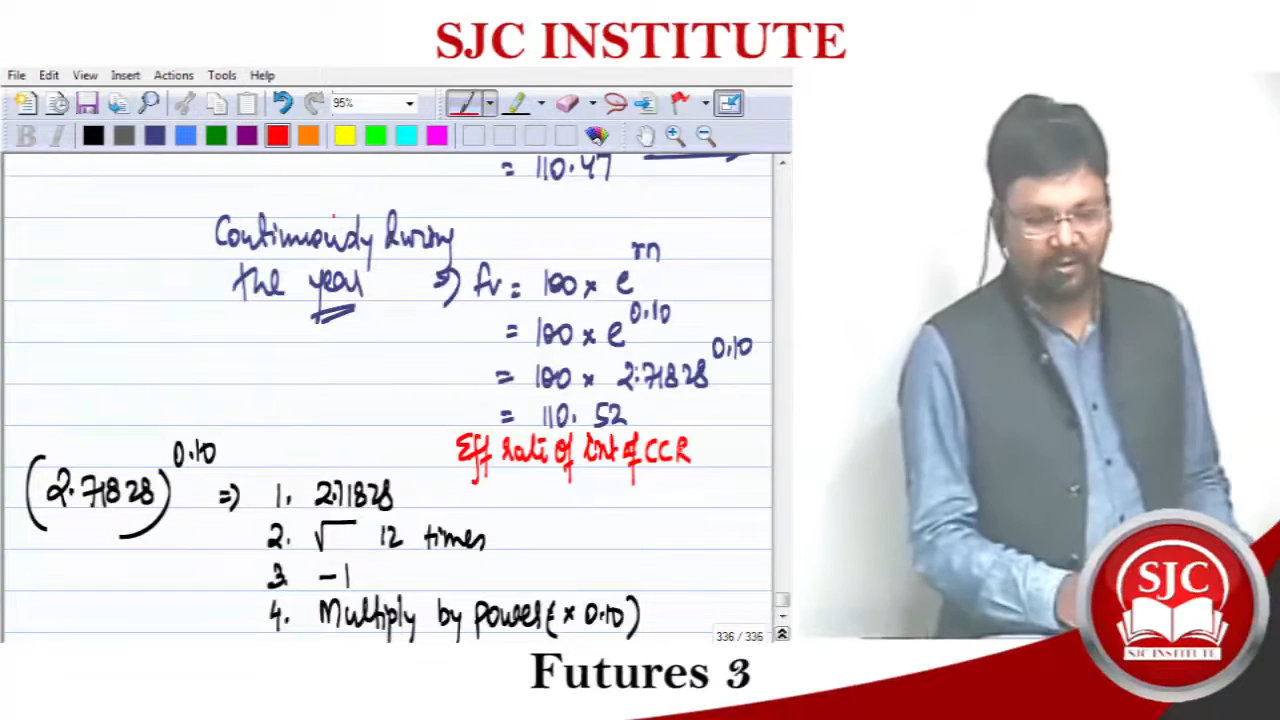 SJC INSTITUTE
File Edit View Insert Actions Tools Help
95%
B I
= 110.47
Continuously during
the year => fv = 100 × e^rn
= 100 × e^0.10
= 100 × 2.71828^0.10
= 110.52
Eff rate of Int of CCR
(2.71828)^0.10 => 1. 2.71828
2. √ 12 times
3. -1
4. Multiply by power (× 0.10)
336 / 336
SJC
SJC INSTITUTE
Futures 3